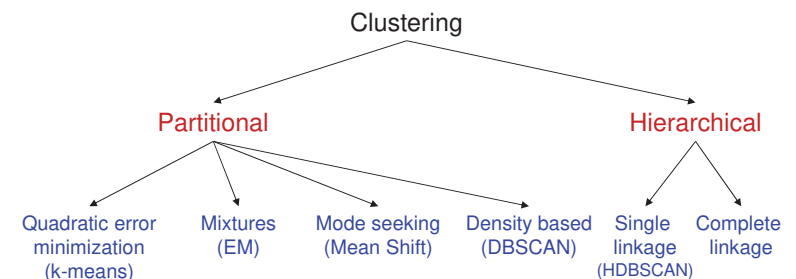 Clustering
Partitional
Hierarchical
Quadratic error
minimization
(k-means)
Mixtures
(EM)
Mode seeking
(Mean Shift)
Density based
(DBSCAN)
Single
linkage
(HDBSCAN)
Complete
linkage